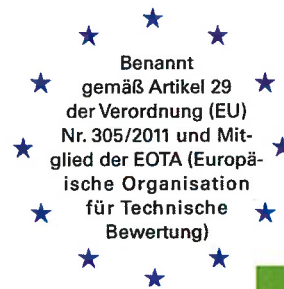 Benannt
gemäß Artikel 29
der Verordnung (EU)
Nr. 305/2011 und Mit-
glied der EOTA (Europä-
ische Organisation
für Technische
Bewertung)